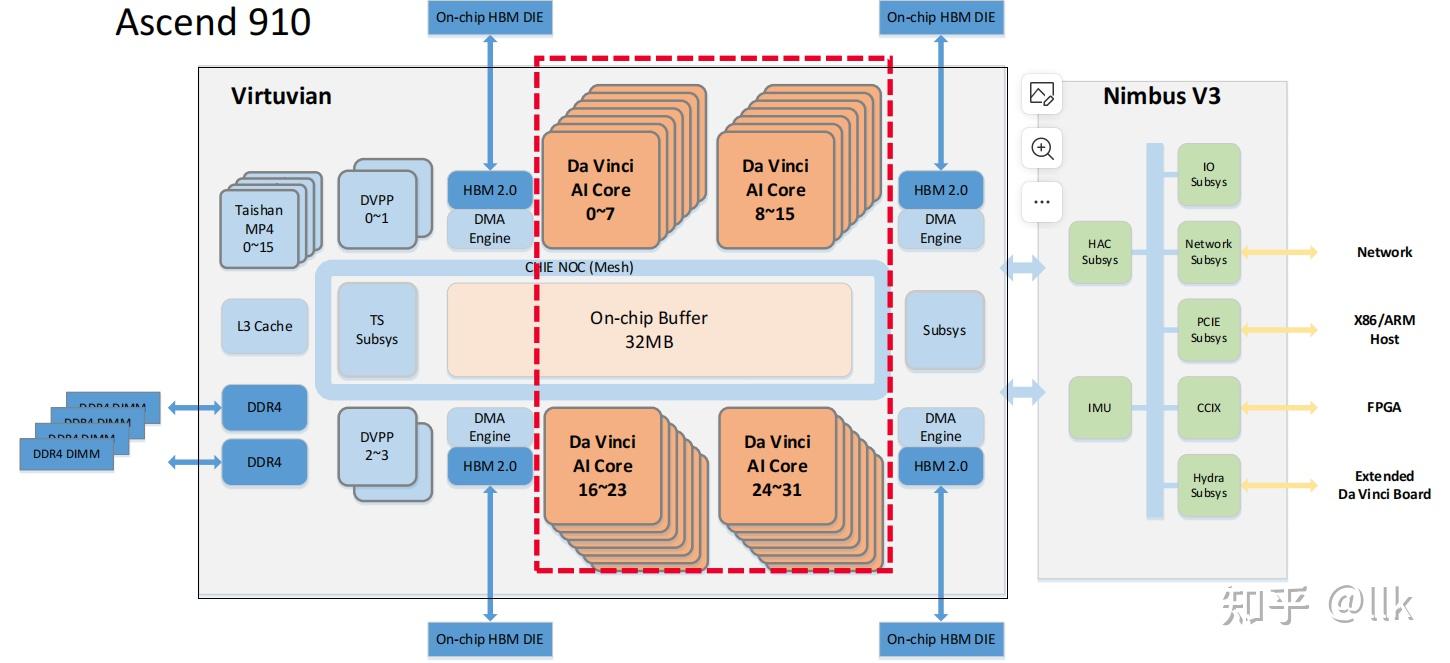 Ascend 910
On-chip HBM DIE
On-chip HBM DIE
Virtuvian
Nimbus V3
Taishan
MP4
0~15
DVPP
0~1
HBM 2.0
DMA
Engine
Da Vinci
AI Core
0~7
Da Vinci
AI Core
8~15
HBM 2.0
DMA
Engine
CHIE NOC (Mesh)
L3 Cache
TS
Subsys
On-chip Buffer
32MB
Subsys
DDR4 DIMM
DDR4 DIMM
DDR4 DIMM
DDR4 DIMM
DDR4
DDR4
DVPP
2~3
DMA
Engine
HBM 2.0
Da Vinci
AI Core
16~23
Da Vinci
AI Core
24~31
DMA
Engine
HBM 2.0
On-chip HBM DIE
On-chip HBM DIE
IO
Subsys
HAC
Subsys
Network
Subsys
Network
PCIE
Subsys
X86/ARM
Host
IMU
CCIX
FPGA
Hydra
Subsys
Extended
Da Vinci Board
知乎 @llk